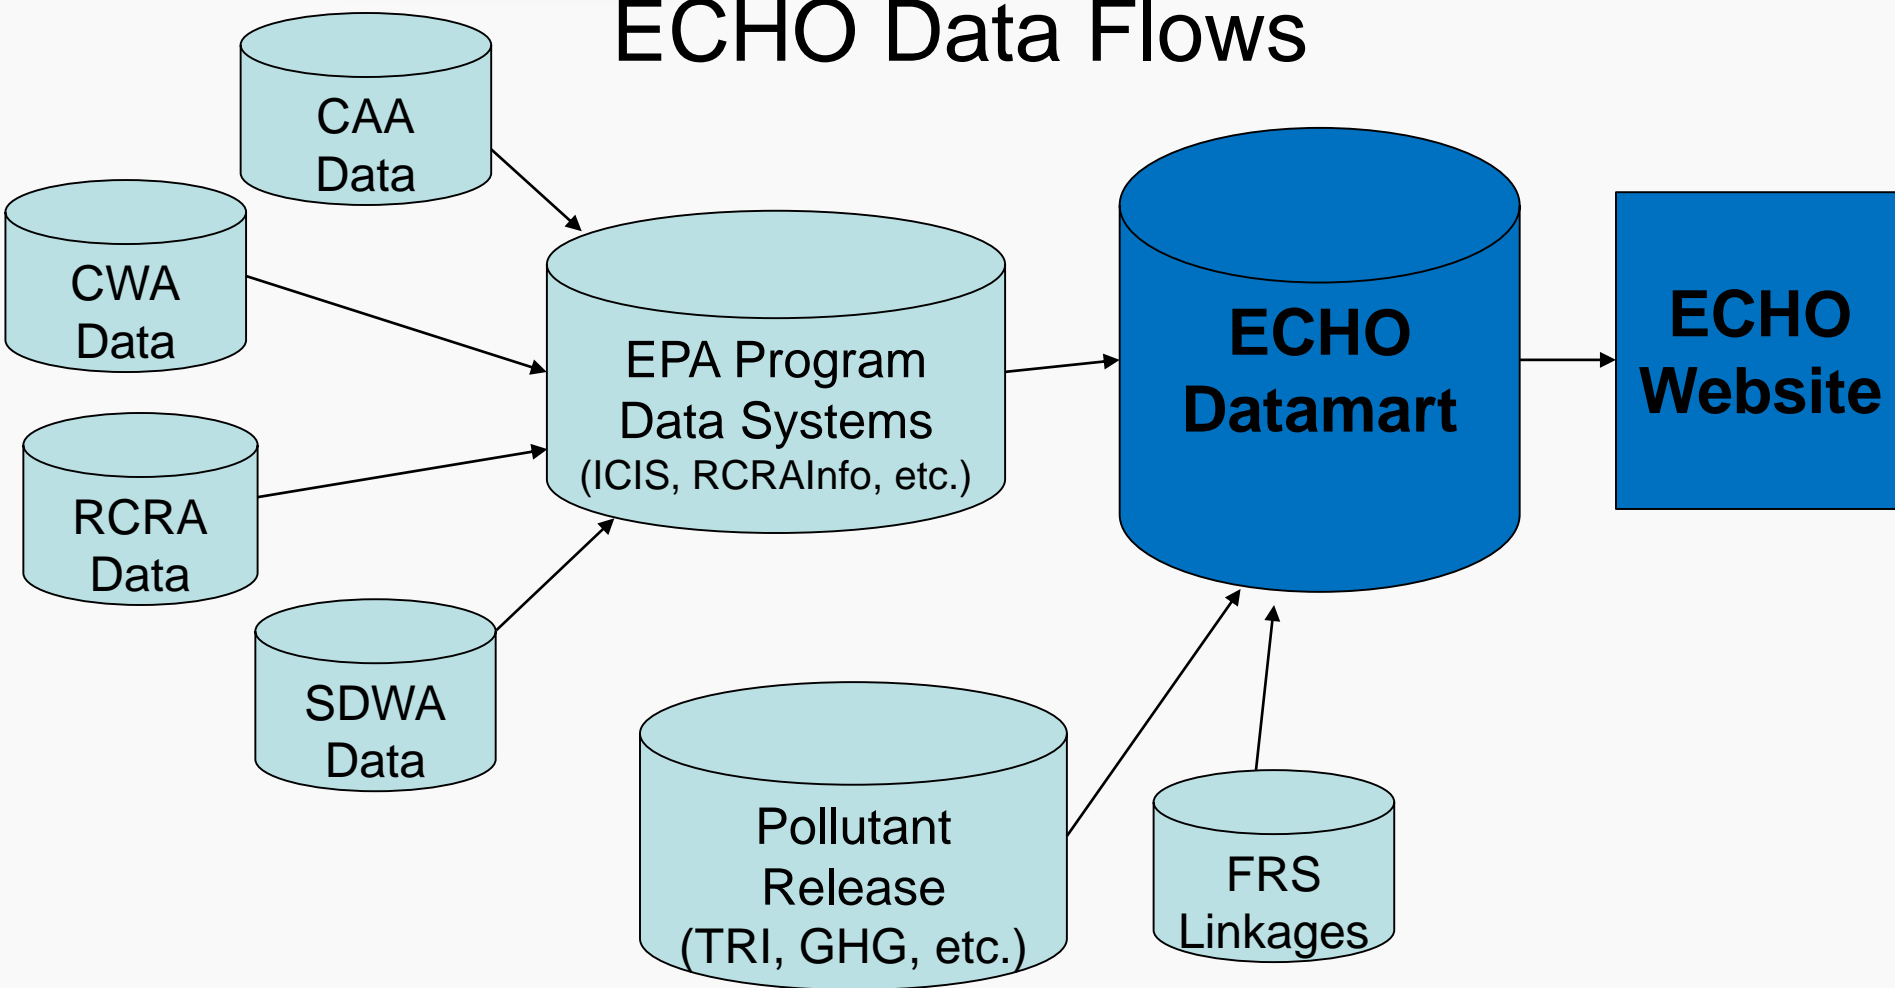 ECHO Data Flows
CAA
Data
CWA
Data
RCRA
Data
SDWA
Data
EPA Program
Data Systems
(ICIS, RCRAInfo, etc.)
ECHO
Datamart
ECHO
Website
Pollutant
Release
(TRI, GHG, etc.)
FRS
Linkages